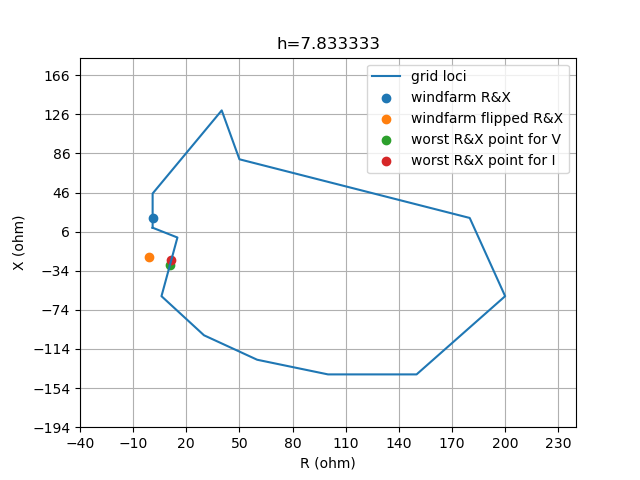 h=7.833333
grid loci
windfarm R&X
windfarm flipped R&X
worst R&X point for V
worst R&X point for I
X (ohm)
166
126
86
46
6
−34
−74
−114
−154
−194
−40
−10
20
50
80
110
140
170
200
230
R (ohm)